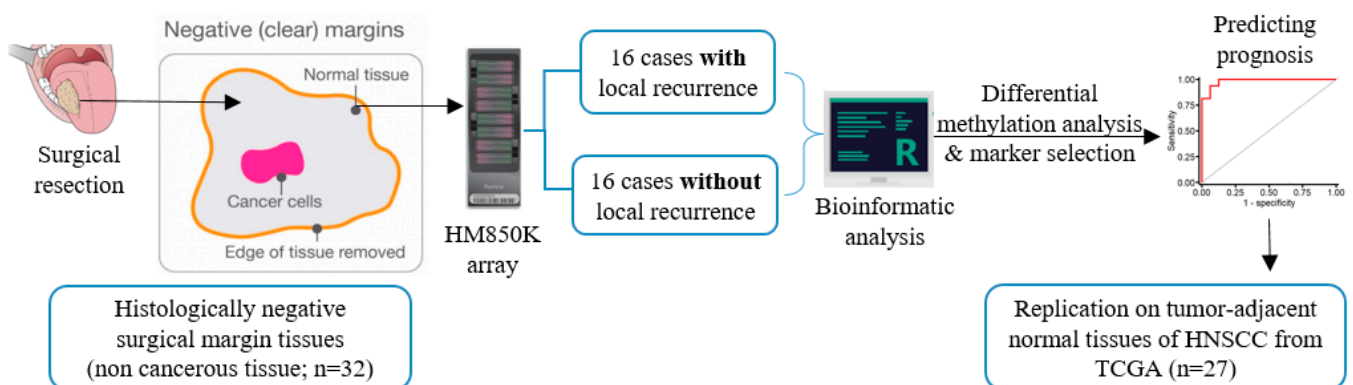 Surgical
resection
Negative (clear) margins
Normal tissue
Cancer cells
Edge of tissue removed
Histologically negative
surgical margin tissues
(non cancerous tissue; n=32)
HM850K
array
16 cases with
local recurrence
16 cases without
local recurrence
R
Bioinformatic
analysis
Differential
methylation analysis
& marker selection
Predicting
prognosis
Sensitivity
1.00
0.75
0.50
0.25
0.00
0.00 0.25 0.50 0.75 1.00
1 - specificity
Replication on tumor-adjacent
normal tissues of HNSCC from
TCGA (n=27)